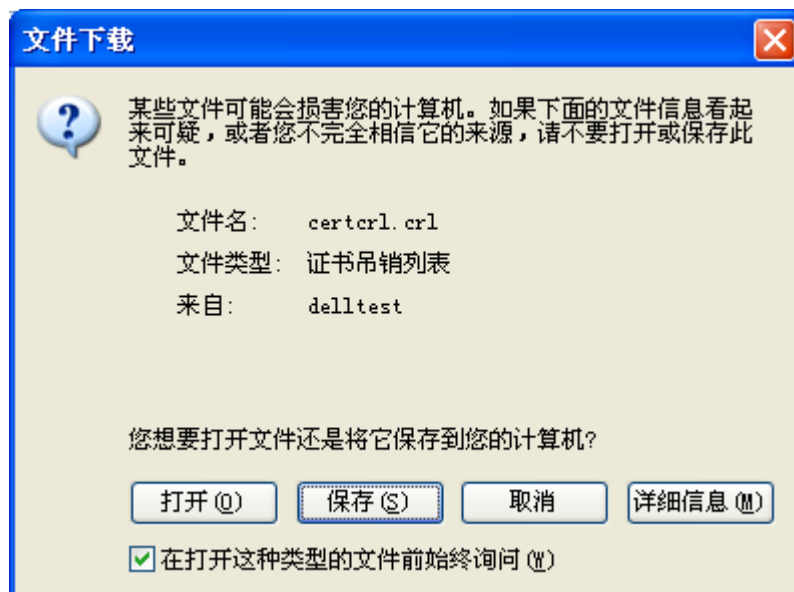 文件下载
某些文件可能会损害您的计算机。如果下面的文件信息看起
来可疑，或者您不完全相信它的来源，请不要打开或保存此
文件。
文件名: certcrl.crl
文件类型: 证书吊销列表
来自: delltest
您想要打开文件还是将它保存到您的计算机?
打开(O) 保存(S) 取消 详细信息(M)
在打开这种类型的文件前始终询问(W)